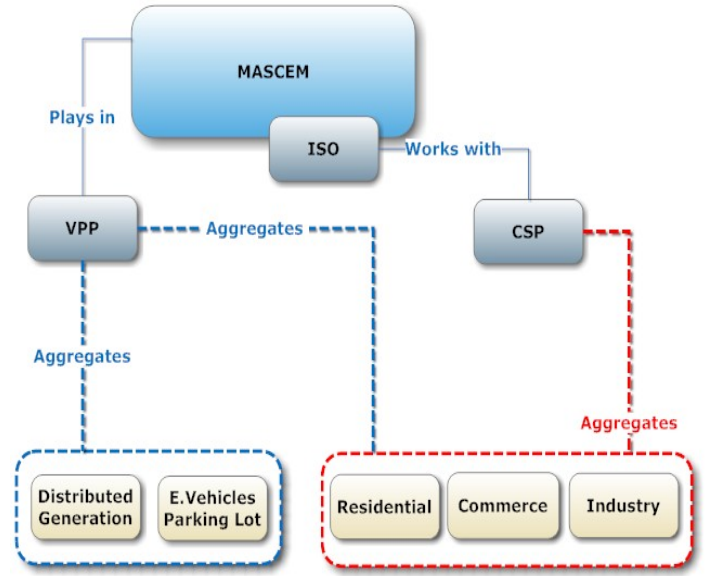 MASCEM
Plays in
ISO
Works with
VPP
Aggregates
CSP
Aggregates
Aggregates
Distributed
Generation
E.Vehicles
Parking Lot
Residential
Commerce
Industry